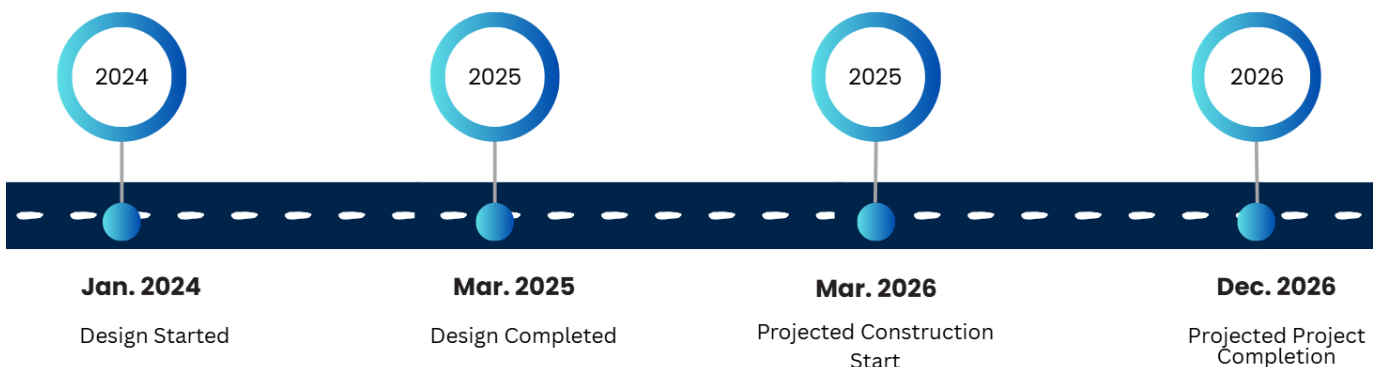 2024
2025
2025
2026
Jan. 2024
Design Started
Mar. 2025
Design Completed
Mar. 2026
Projected Construction
Start
Dec. 2026
Projected Project
Completion